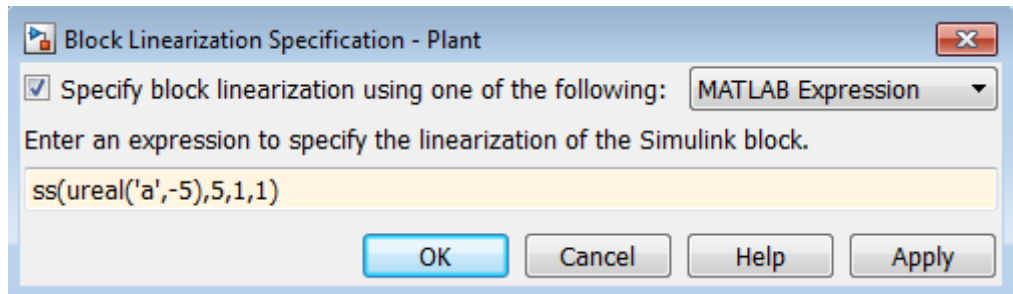 Block Linearization Specification - Plant
Specify block linearization using one of the following: MATLAB Expression
Enter an expression to specify the linearization of the Simulink block.
ss(ureal('a',-5),5,1,1)
OK Cancel Help Apply